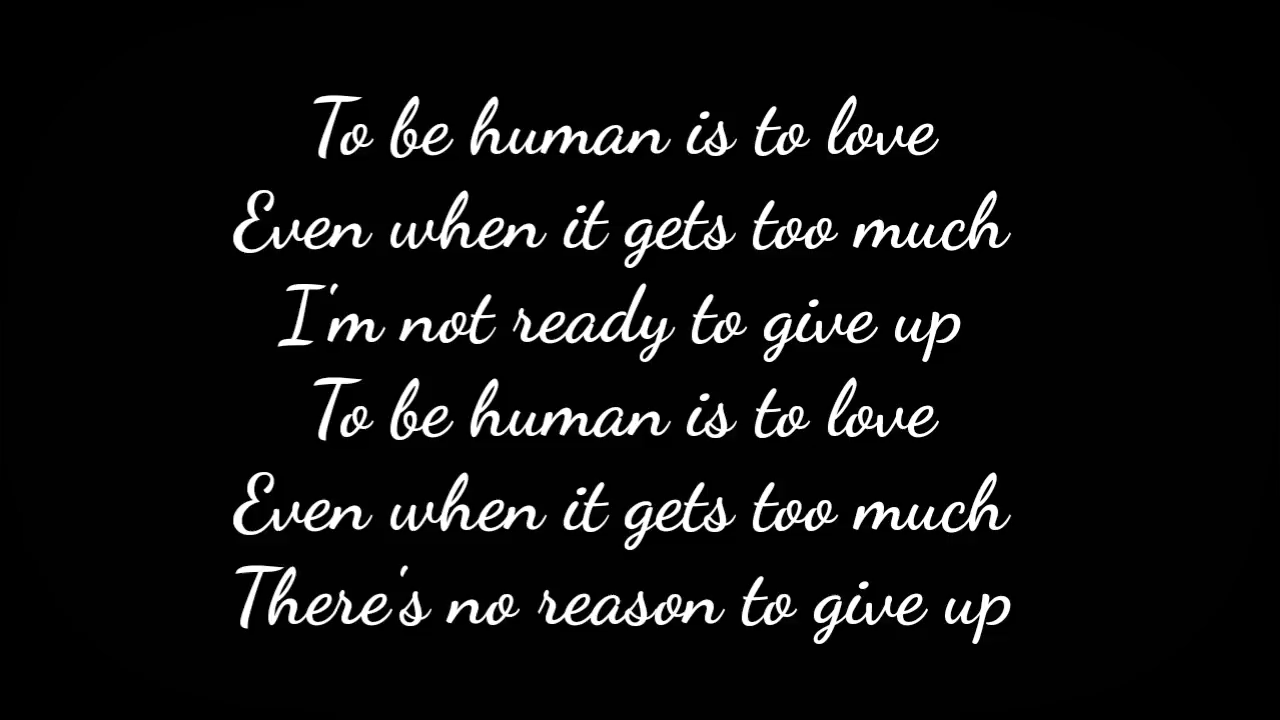 To be human is to love
Even when it gets too much
I'm not ready to give up
To be human is to love
Even when it gets too much
There's no reason to give up